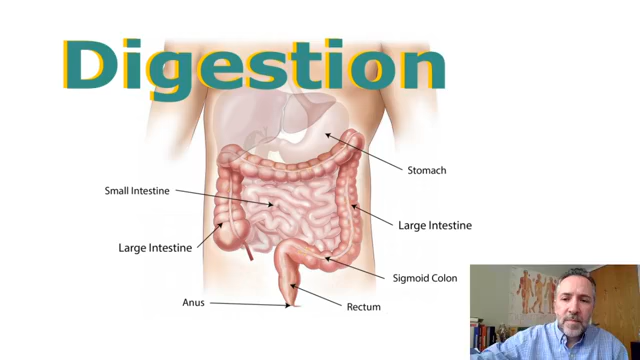 Digestion
Stomach
Small Intestine
Large Intestine
Large Intestine
Sigmoid Colon
Anus
Rectum